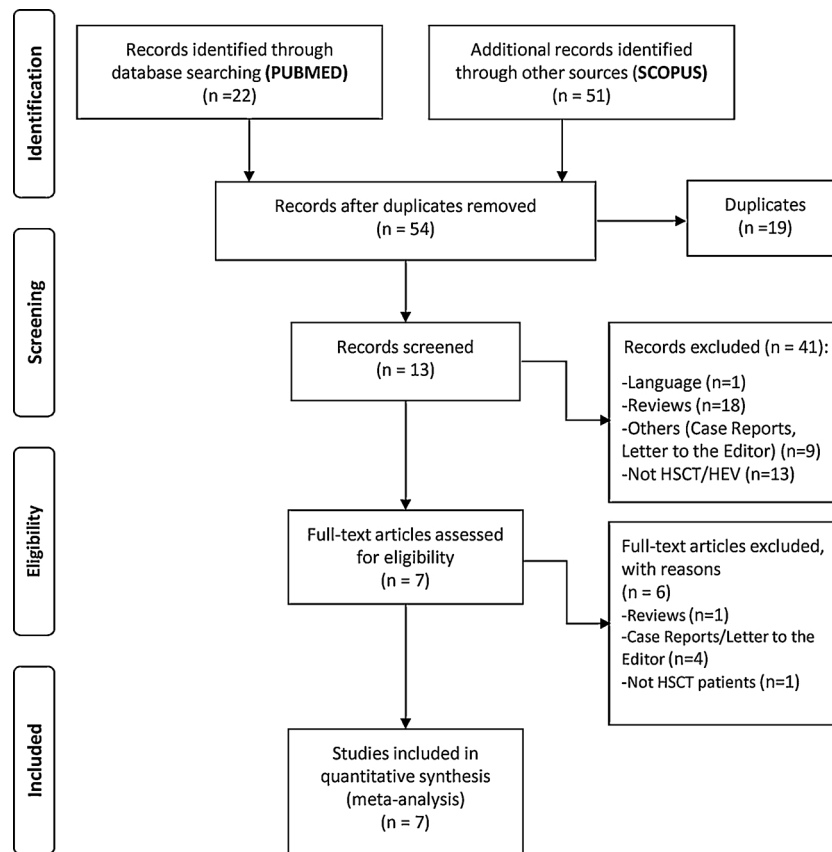 Identification
Records identified through
database searching (PUBMED)
(n =22)
Additional records identified
through other sources (SCOPUS)
(n = 51)
Records after duplicates removed
(n = 54)
Duplicates
(n =19)
Screening
Records screened
(n = 13)
Records excluded (n = 41):
-Language (n=1)
-Reviews (n=18)
-Others (Case Reports,
Letter to the Editor) (n=9)
-Not HSCT/HEV (n=13)
Eligibility
Full-text articles assessed
for eligibility
(n = 7)
Full-text articles excluded,
with reasons
(n = 6)
-Reviews (n=1)
-Case Reports/Letter to the
Editor (n=4)
-Not HSCT patients (n=1)
Included
Studies included in
quantitative synthesis
(meta-analysis)
(n = 7)